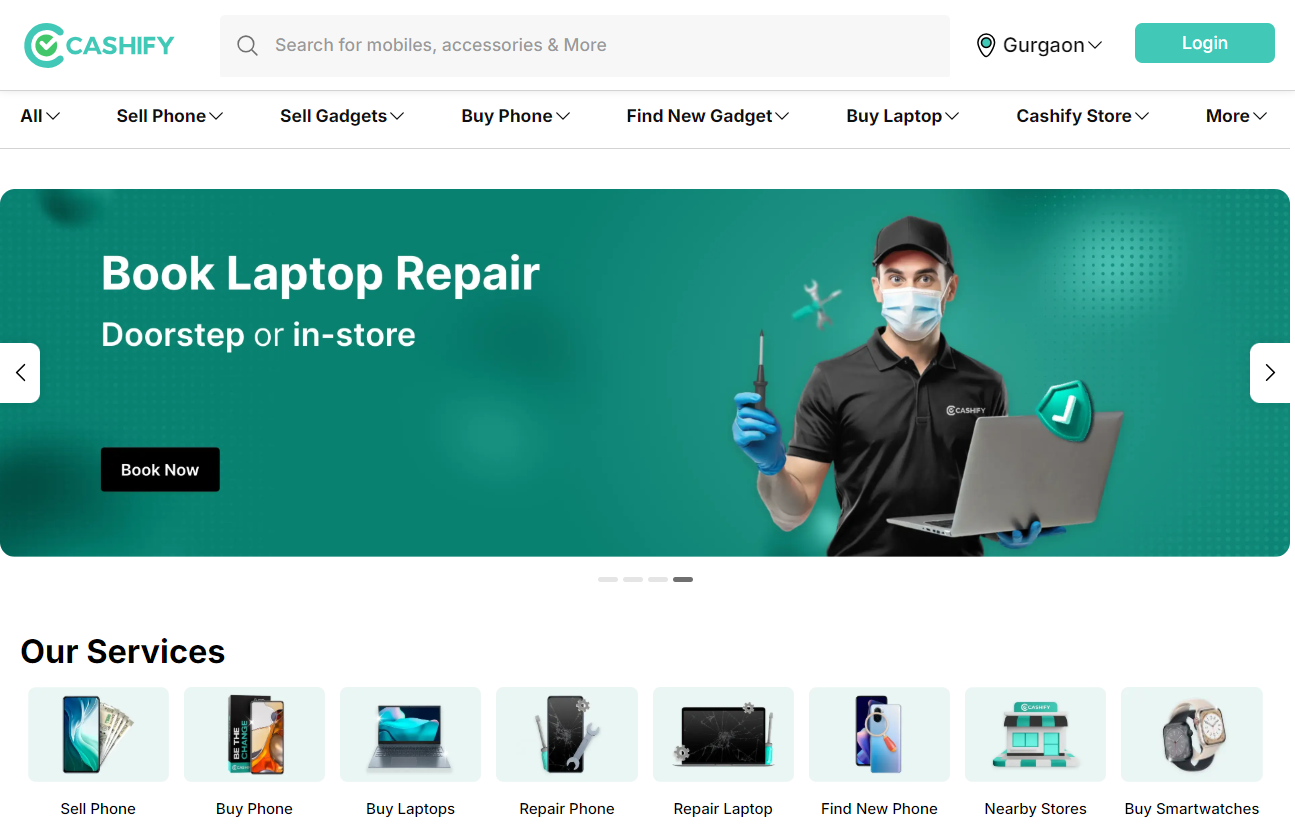 CASHIFY
Search for mobiles, accessories & More
Gurgaon
Login
All
Sell Phone
Sell Gadgets
Buy Phone
Find New Gadget
Buy Laptop
Cashify Store
More
Book Laptop Repair
Doorstep or in-store
Book Now
CASHIFY
Our Services
BE THE
CHANGE
CASHIFY
Sell Phone
Buy Phone
Buy Laptops
Repair Phone
Repair Laptop
Find New Phone
Nearby Stores
Buy Smartwatches